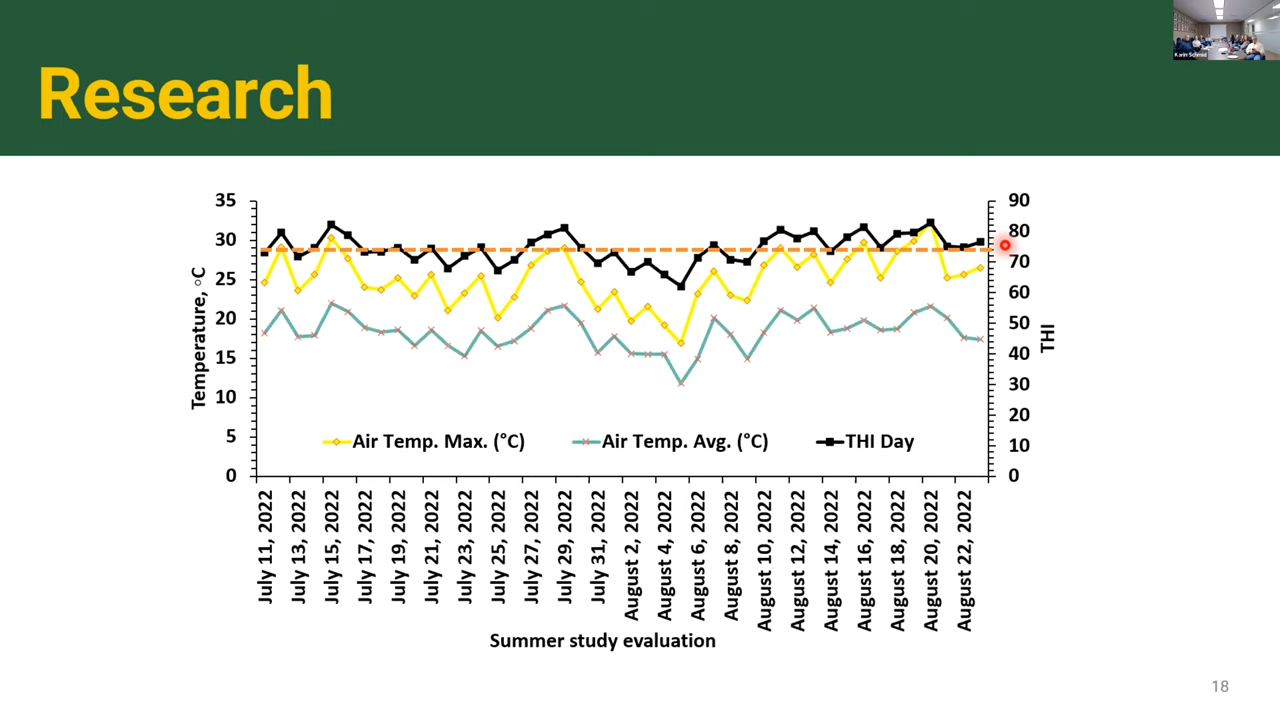 Research
Karin Schmid
35
30
25
20
15
10
5
0
Temperature, ○C
90
80
70
60
50
40
30
20
10
0
THI
Air Temp. Max. (°C)
Air Temp. Avg. (°C)
THI Day
July 11, 2022
July 13, 2022
July 15, 2022
July 17, 2022
July 19, 2022
July 21, 2022
July 23, 2022
July 25, 2022
July 27, 2022
July 29, 2022
July 31, 2022
August 2, 2022
August 4, 2022
August 6, 2022
August 8, 2022
August 10, 2022
August 12, 2022
August 14, 2022
August 16, 2022
August 18, 2022
August 20, 2022
August 22, 2022
Summer study evaluation
18